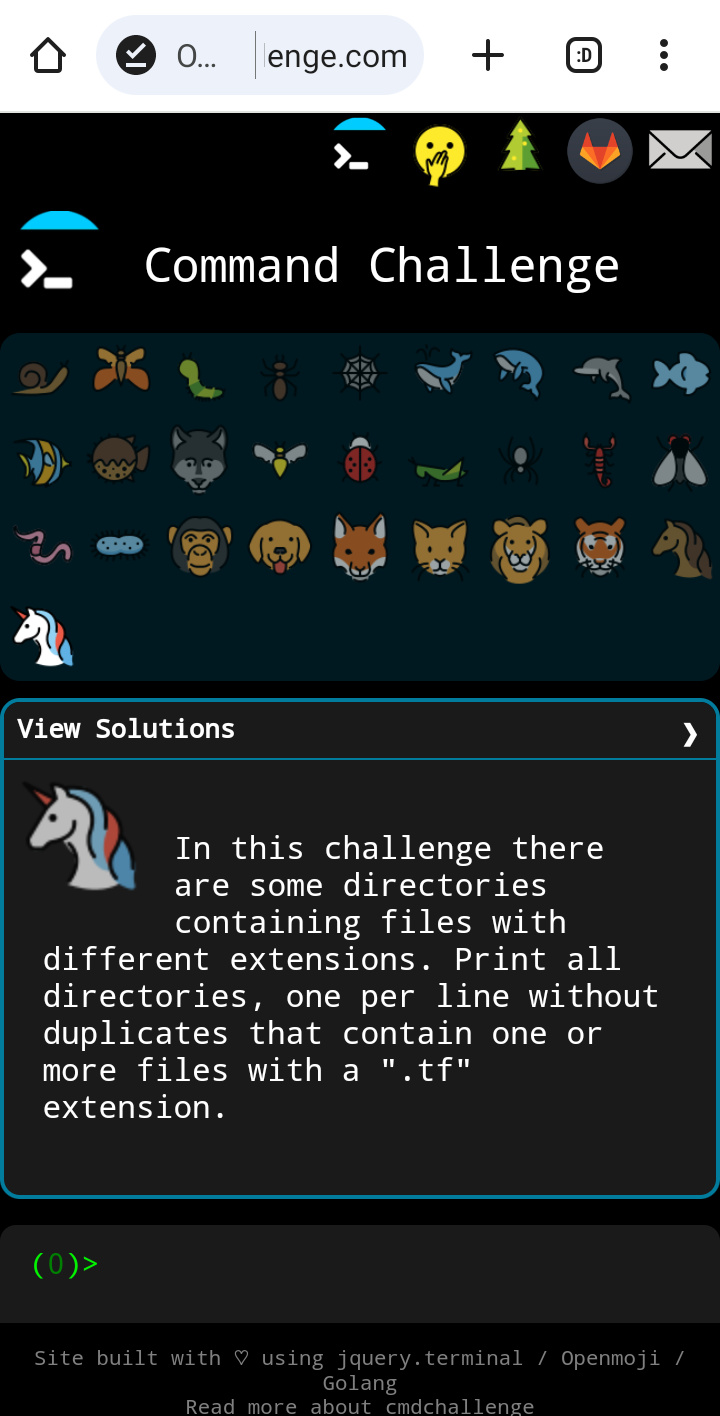 O... enge.com :D
Command Challenge
View Solutions
In this challenge there
are some directories
containing files with
different extensions. Print all
directories, one per line without
duplicates that contain one or
more files with a ".tf"
extension.
(0)>
Site built with ♡ using jquery.terminal / Openmoji /
Golang
Read more about cmdchallenge